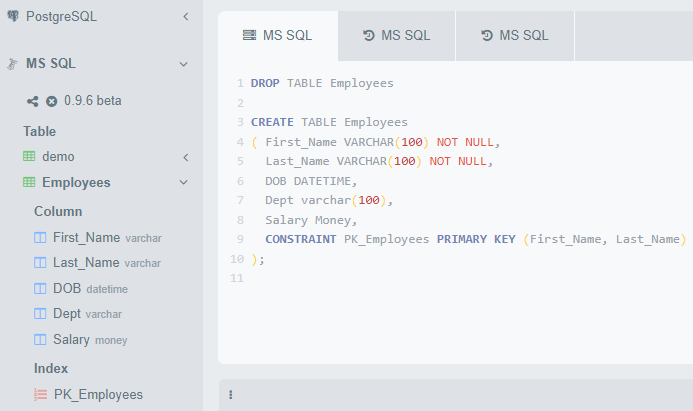 PostgreSQL
MS SQL
0.9.6 beta
Table
demo
Employees
Column
First_Name varchar
Last_Name varchar
DOB datetime
Dept varchar
Salary money
Index
PK_Employees
MS SQL
MS SQL
MS SQL
1 DROP TABLE Employees
2
3 CREATE TABLE Employees
4 ( First_Name VARCHAR(100) NOT NULL,
5 Last_Name VARCHAR(100) NOT NULL,
6 DOB DATETIME,
7 Dept varchar(100),
8 Salary Money,
9 CONSTRAINT PK_Employees PRIMARY KEY (First_Name, Last_Name)
10 );
11